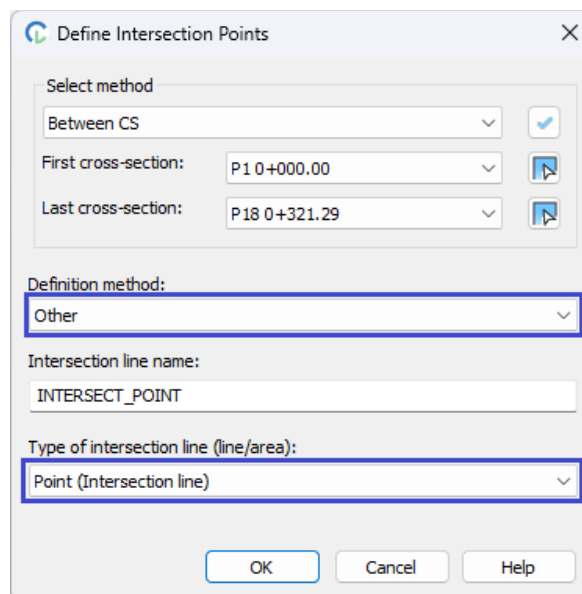 Define Intersection Points
Select method
Between CS
First cross-section:
P1 0+000.00
Last cross-section:
P18 0+321.29
Definition method:
Other
Intersection line name:
INTERSECT_POINT
Type of intersection line (line/area):
Point (Intersection line)
OK Cancel Help